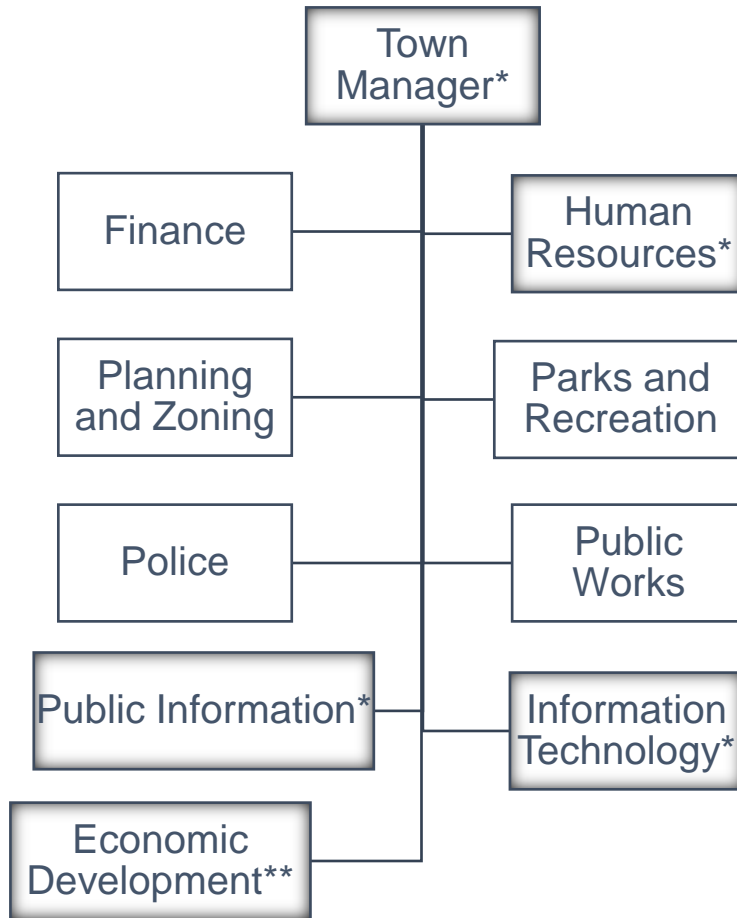 Town
Manager*
Finance
Human
Resources*
Planning
and Zoning
Parks and
Recreation
Police
Public
Works
Public Information*
Information
Technology*
Economic
Development**